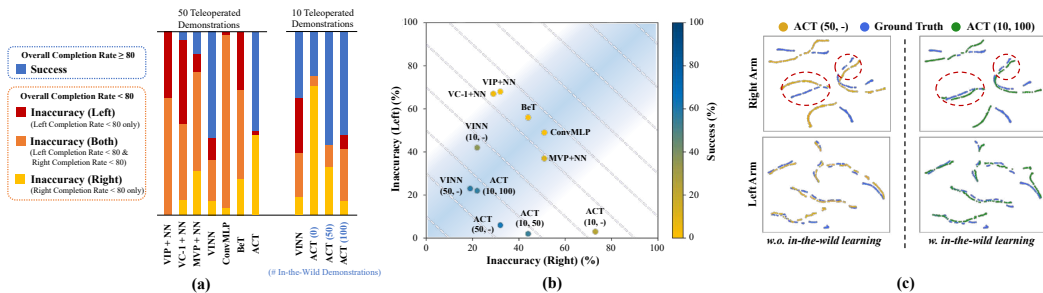 50 Teleoperated
Demonstrations
10 Teleoperated
Demonstrations
Overall Completion Rate ≥ 80
Success
Overall Completion Rate < 80
Inaccuracy (Left)
(Left Completion Rate < 80 only)
Inaccuracy (Both)
(Left Completion Rate < 80 &
Right Completion Rate < 80)
Inaccuracy (Right)
(Right Completion Rate < 80 only)
VIP + NN
VC-1 + NN
MVP + NN
VINN
ConvMLP
BeT
ACT
VINN
ACT (0)
ACT (50)
ACT (100)
(# In-the-Wild Demonstrations)
(a)
Inaccuracy (Left) (%)
100
80
60
40
20
0
VIP+NN
VC-1+NN
BeT
VINN
(10, -)
ConvMLP
MVP+NN
VINN
(50, -)
ACT
(10, 100)
ACT
(50, -)
ACT
(10, 50)
ACT
(10, -)
0
20
40
60
80
100
Inaccuracy (Right) (%)
100
80
60
40
20
0
Success (%)
(b)
ACT (50, -)
Ground Truth
ACT (10, 100)
Right Arm
Left Arm
w.o. in-the-wild learning
w. in-the-wild learning
(c)